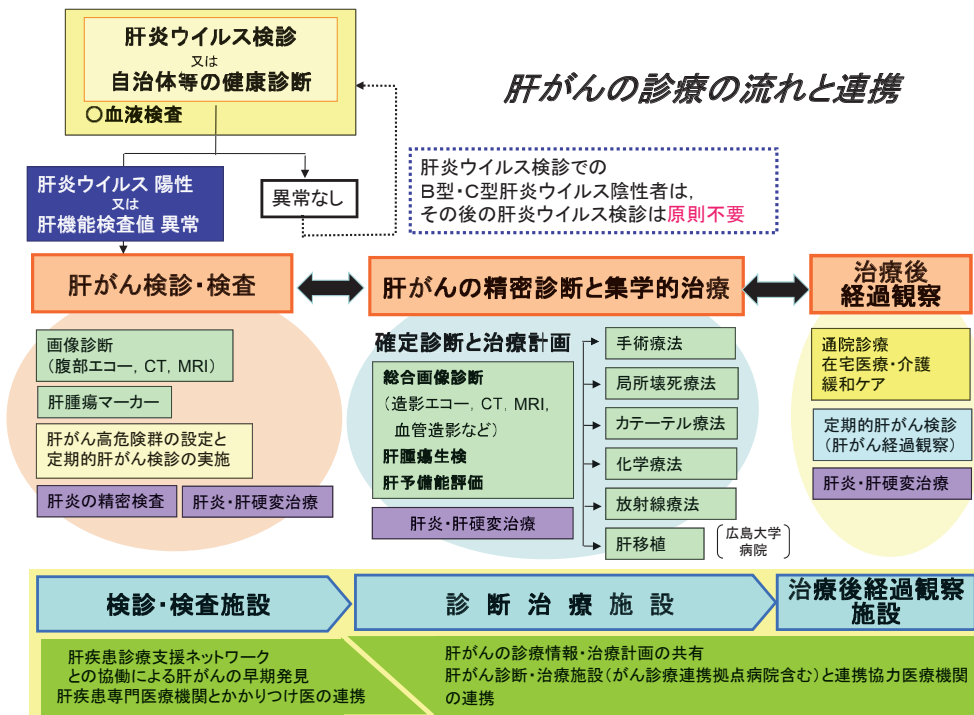 肝炎ウイルス検診
又は
自治体等の健康診断
○血液検査
肝がんの診療の流れと連携
肝炎ウイルス 陽性
又は
肝機能検査値 異常
異常なし
肝炎ウイルス検診での
B型・C型肝炎ウイルス陰性者は,
その後の肝炎ウイルス検診は原則不要
肝がん検診・検査
肝がんの精密診断と集学的治療
治療後
経過観察
画像診断
(腹部エコー, CT, MRI)
肝腫瘍マーカー
肝がん高危険群の設定と
定期的肝がん検診の実施
肝炎の精密検査
肝炎・肝硬変治療
確定診断と治療計画
総合画像診断
(造影エコー, CT, MRI,
血管造影など)
肝腫瘍生検
肝予備能評価
肝炎・肝硬変治療
手術療法
局所壊死療法
カテーテル療法
化学療法
放射線療法
肝移植
広島大学
病院
通院診療
在宅医療・介護
緩和ケア
定期的肝がん検診
(肝がん経過観察)
肝炎・肝硬変治療
検診・検査施設
診 断 治 療 施 設
治療後経過観察
施設
肝疾患診療支援ネットワーク
との協働による肝がんの早期発見
肝疾患専門医療機関とかかりつけ医の連携
肝がんの診療情報・治療計画の共有
肝がん診断・治療施設(がん診療連携拠点病院含む)と連携協力医療機関
の連携